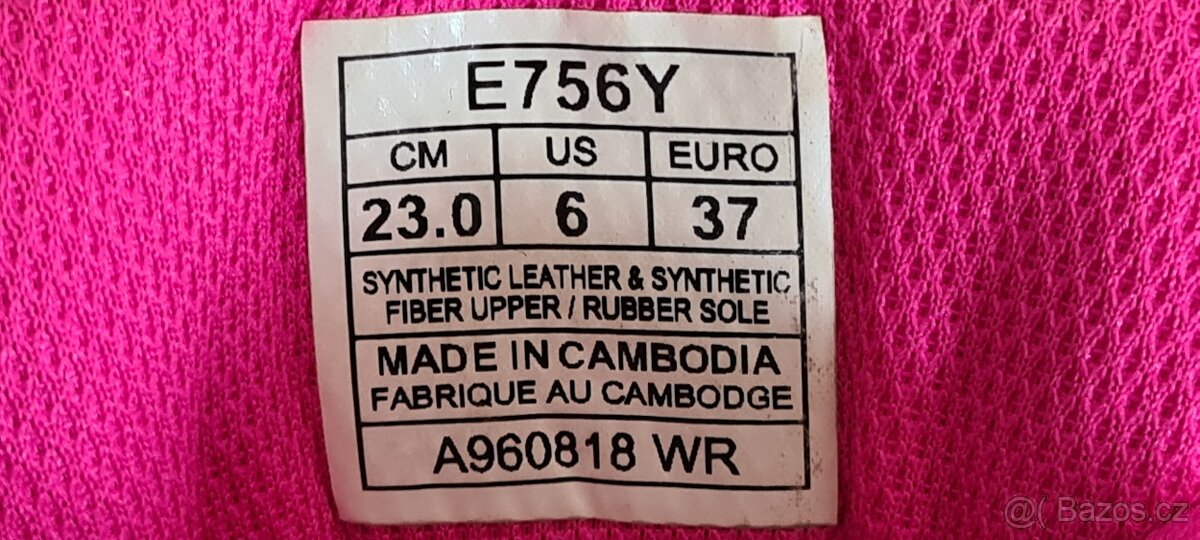 E756Y
CM US EURO
23.0 6 37
SYNTHETIC LEATHER & SYNTHETIC
FIBER UPPER / RUBBER SOLE
MADE IN CAMBODIA
FABRIQUE AU CAMBODGE
A960818 WR
@( Bazos.cz